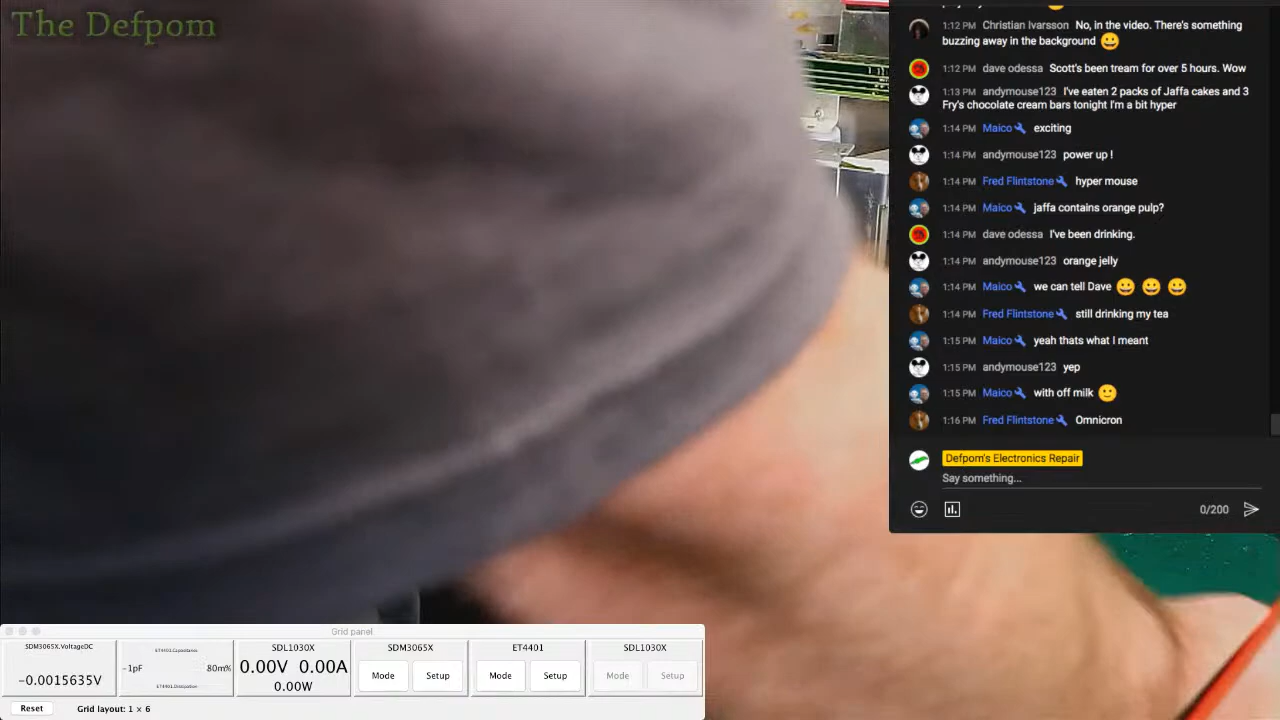 The Defpom
1:12 PM Christian Ivarsson No, in the video. There's something
buzzing away in the background 😀
1:12 PM dave odessa Scott's been tream for over 5 hours. Wow
1:13 PM andymouse123 I've eaten 2 packs of Jaffa cakes and 3
Fry's chocolate cream bars tonight I'm a bit hyper
1:14 PM Maico exciting
1:14 PM andymouse123 power up !
1:14 PM Fred Flintstone hyper mouse
1:14 PM Maico jaffa contains orange pulp?
1:14 PM dave odessa I've been drinking.
1:14 PM andymouse123 orange jelly
1:14 PM Maico we can tell Dave 😀 😀 😀
1:14 PM Fred Flintstone still drinking my tea
1:15 PM Maico yeah thats what I meant
1:15 PM andymouse123 yep
1:15 PM Maico with off milk 🙂
1:16 PM Fred Flintstone Omnicron
Defpom's Electronics Repair
Say something...
0/200
Grid panel
SDM3065X.VoltageDC
-0.0015635V
ET4401.Capacitance
-1pF 80m%
ET4401.Dissipation
SDL1030X
0.00V 0.00A
0.00W
SDM3065X
Mode Setup
ET4401
Mode Setup
SDL1030X
Mode Setup
Reset Grid layout: 1 × 6